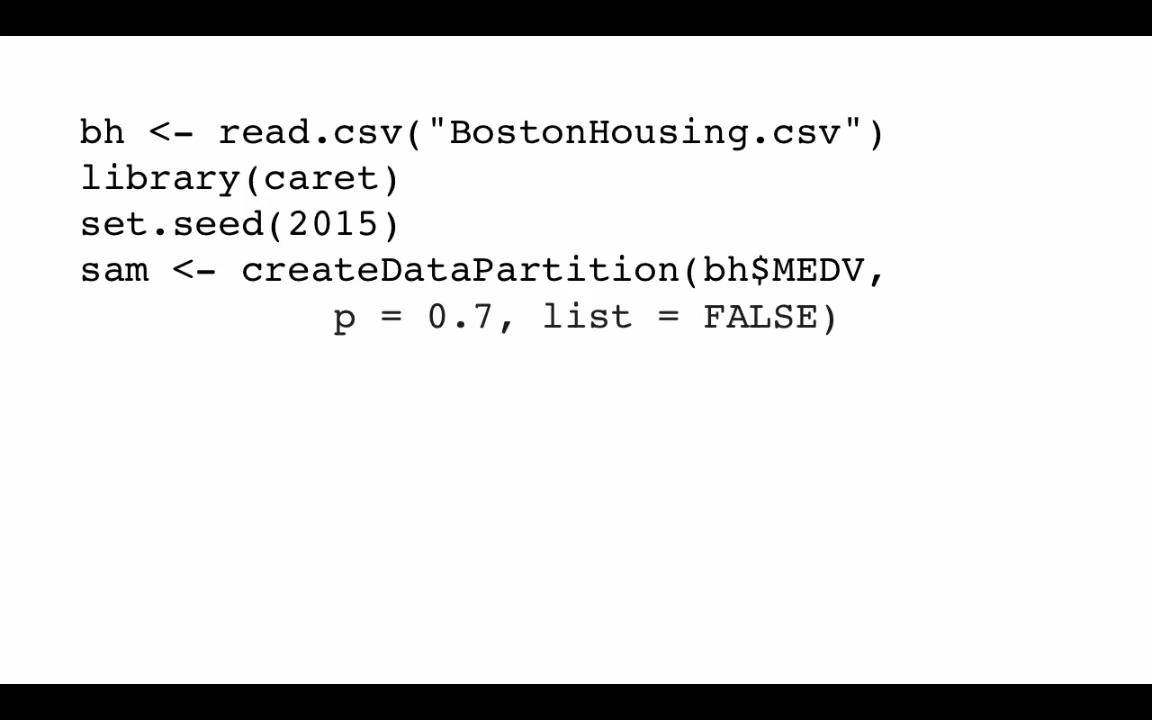 bh <- read.csv("BostonHousing.csv")
library(caret)
set.seed(2015)
sam <- createDataPartition(bh$MEDV,
p = 0.7, list = FALSE)